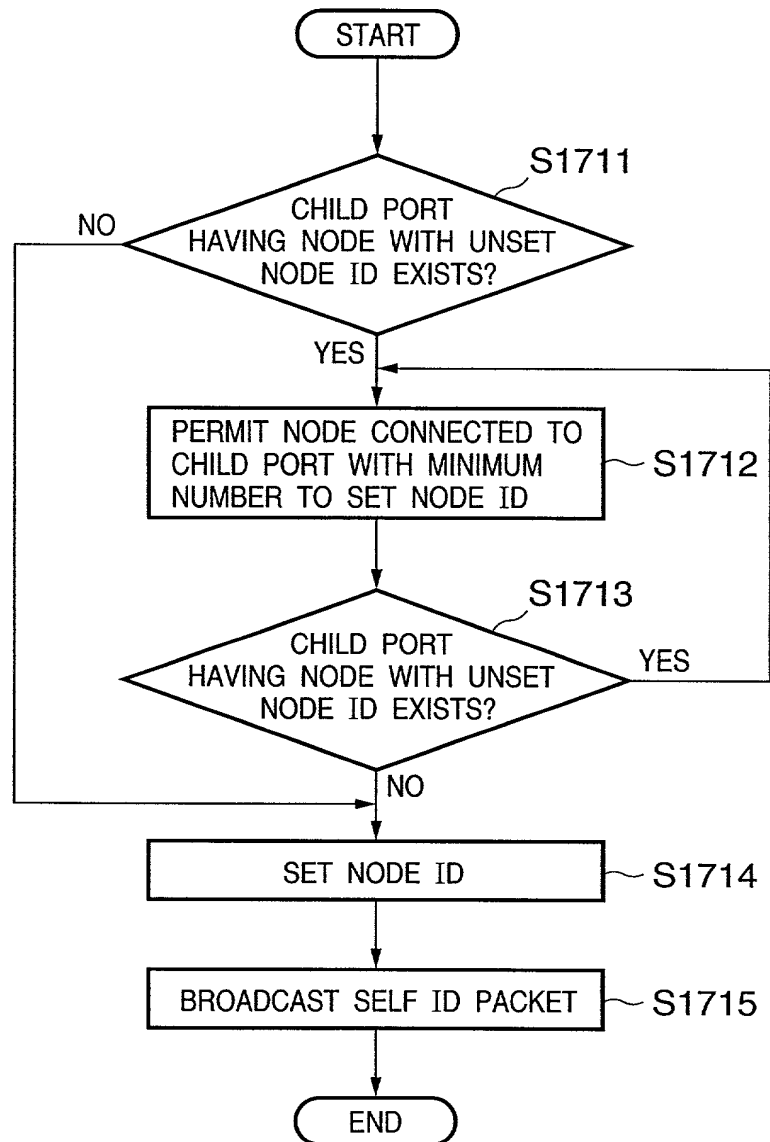 START
S1711
CHILD PORT
HAVING NODE WITH UNSET
NODE ID EXISTS?
NO
YES
PERMIT NODE CONNECTED TO
CHILD PORT WITH MINIMUM
NUMBER TO SET NODE ID
S1712
S1713
CHILD PORT
HAVING NODE WITH UNSET
NODE ID EXISTS?
YES
NO
SET NODE ID
S1714
BROADCAST SELF ID PACKET
S1715
END